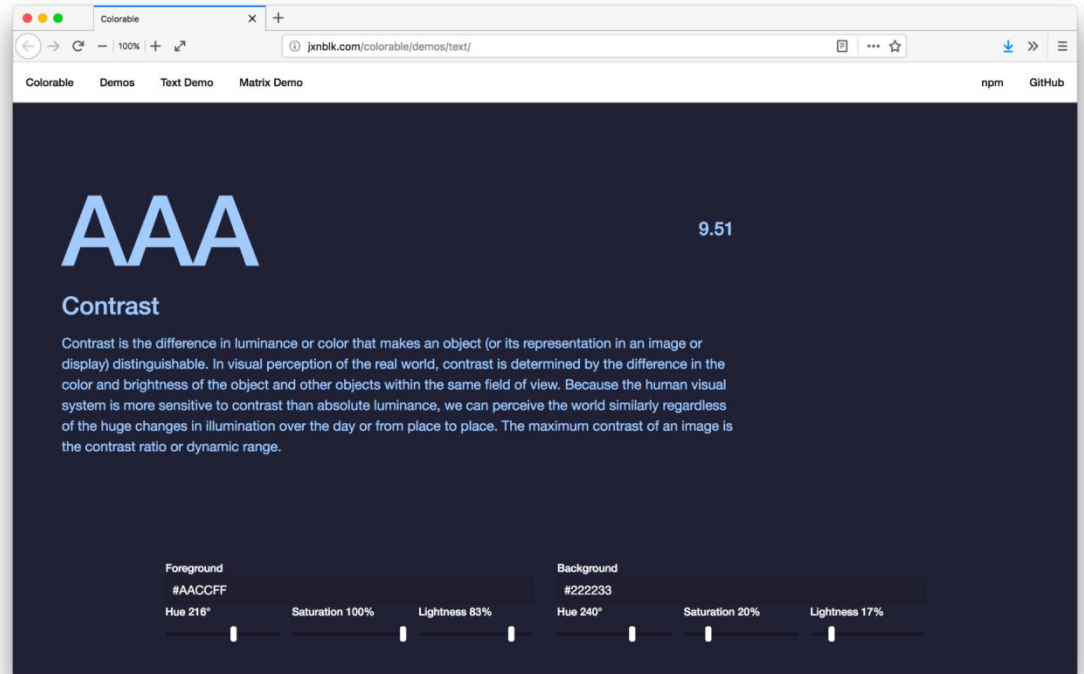 Colorable
100%
jxnblk.com/colorable/demos/text/
Colorable Demos Text Demo Matrix Demo npm GitHub
AAA
9.51
Contrast
Contrast is the difference in luminance or color that makes an object (or its representation in an image or
display) distinguishable. In visual perception of the real world, contrast is determined by the difference in the
color and brightness of the object and other objects within the same field of view. Because the human visual
system is more sensitive to contrast than absolute luminance, we can perceive the world similarly regardless
of the huge changes in illumination over the day or from place to place. The maximum contrast of an image is
the contrast ratio or dynamic range.
Foreground Background
#AACCFF #222233
Hue 216° Saturation 100% Lightness 83% Hue 240° Saturation 20% Lightness 17%